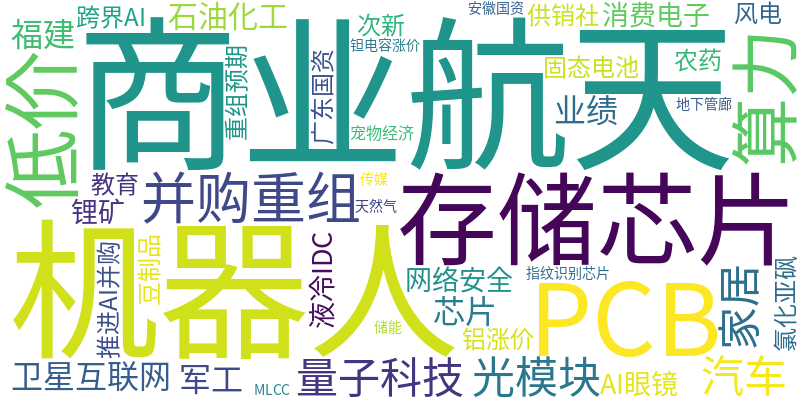 福建
跨界AI
石油化工
次新
安徽国资
供销社
消费电子
风电
低价
商业航天
重组预期
广东国资
钽电容涨价
固态电池
农药
算力
业绩
地下管廊
宠物经济
教育
锂矿
并购重组
传媒
天然气
存储芯片
机器人
推进AI并购
豆制品
液冷IDC
网络安全
指纹识别芯片
芯片
PCB
家居
氯化亚砜
储能
铝涨价
卫星互联网
军工
MLCC
量子科技
光模块
AI眼镜
汽车